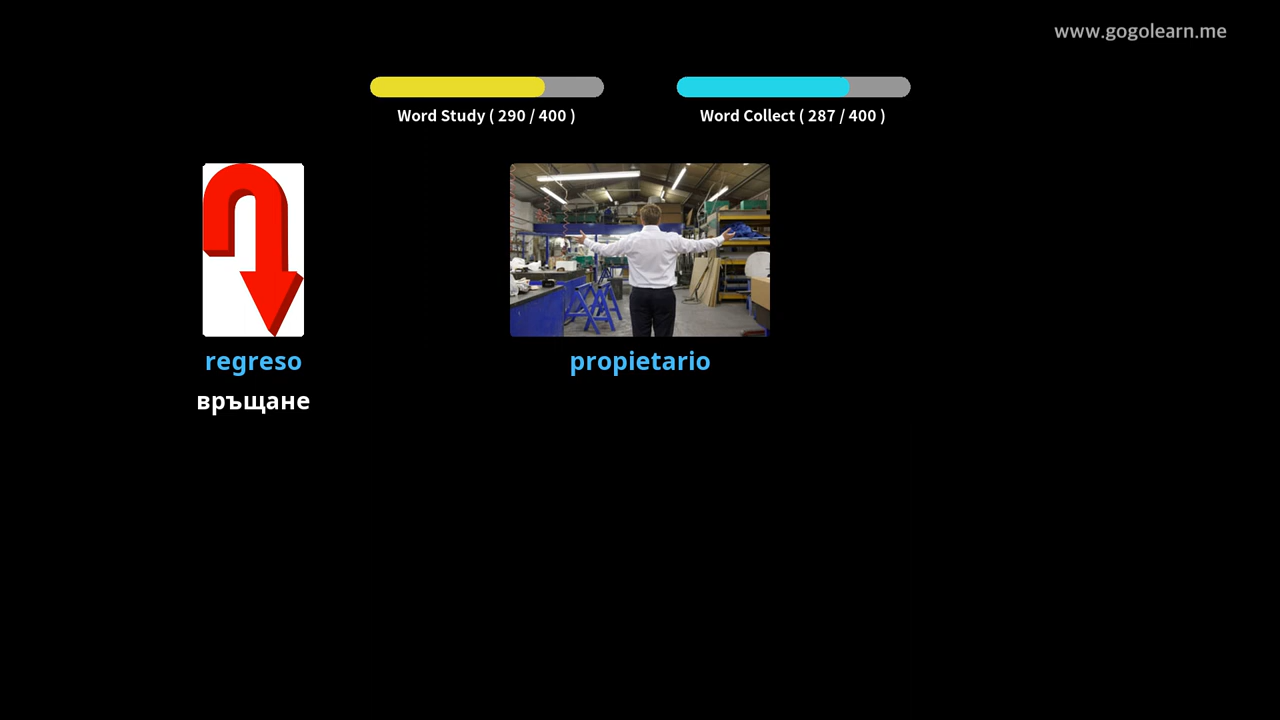 www.gogolearn.me
Word Study ( 290 / 400 )
Word Collect ( 287 / 400 )
regreso
propietario
връщане